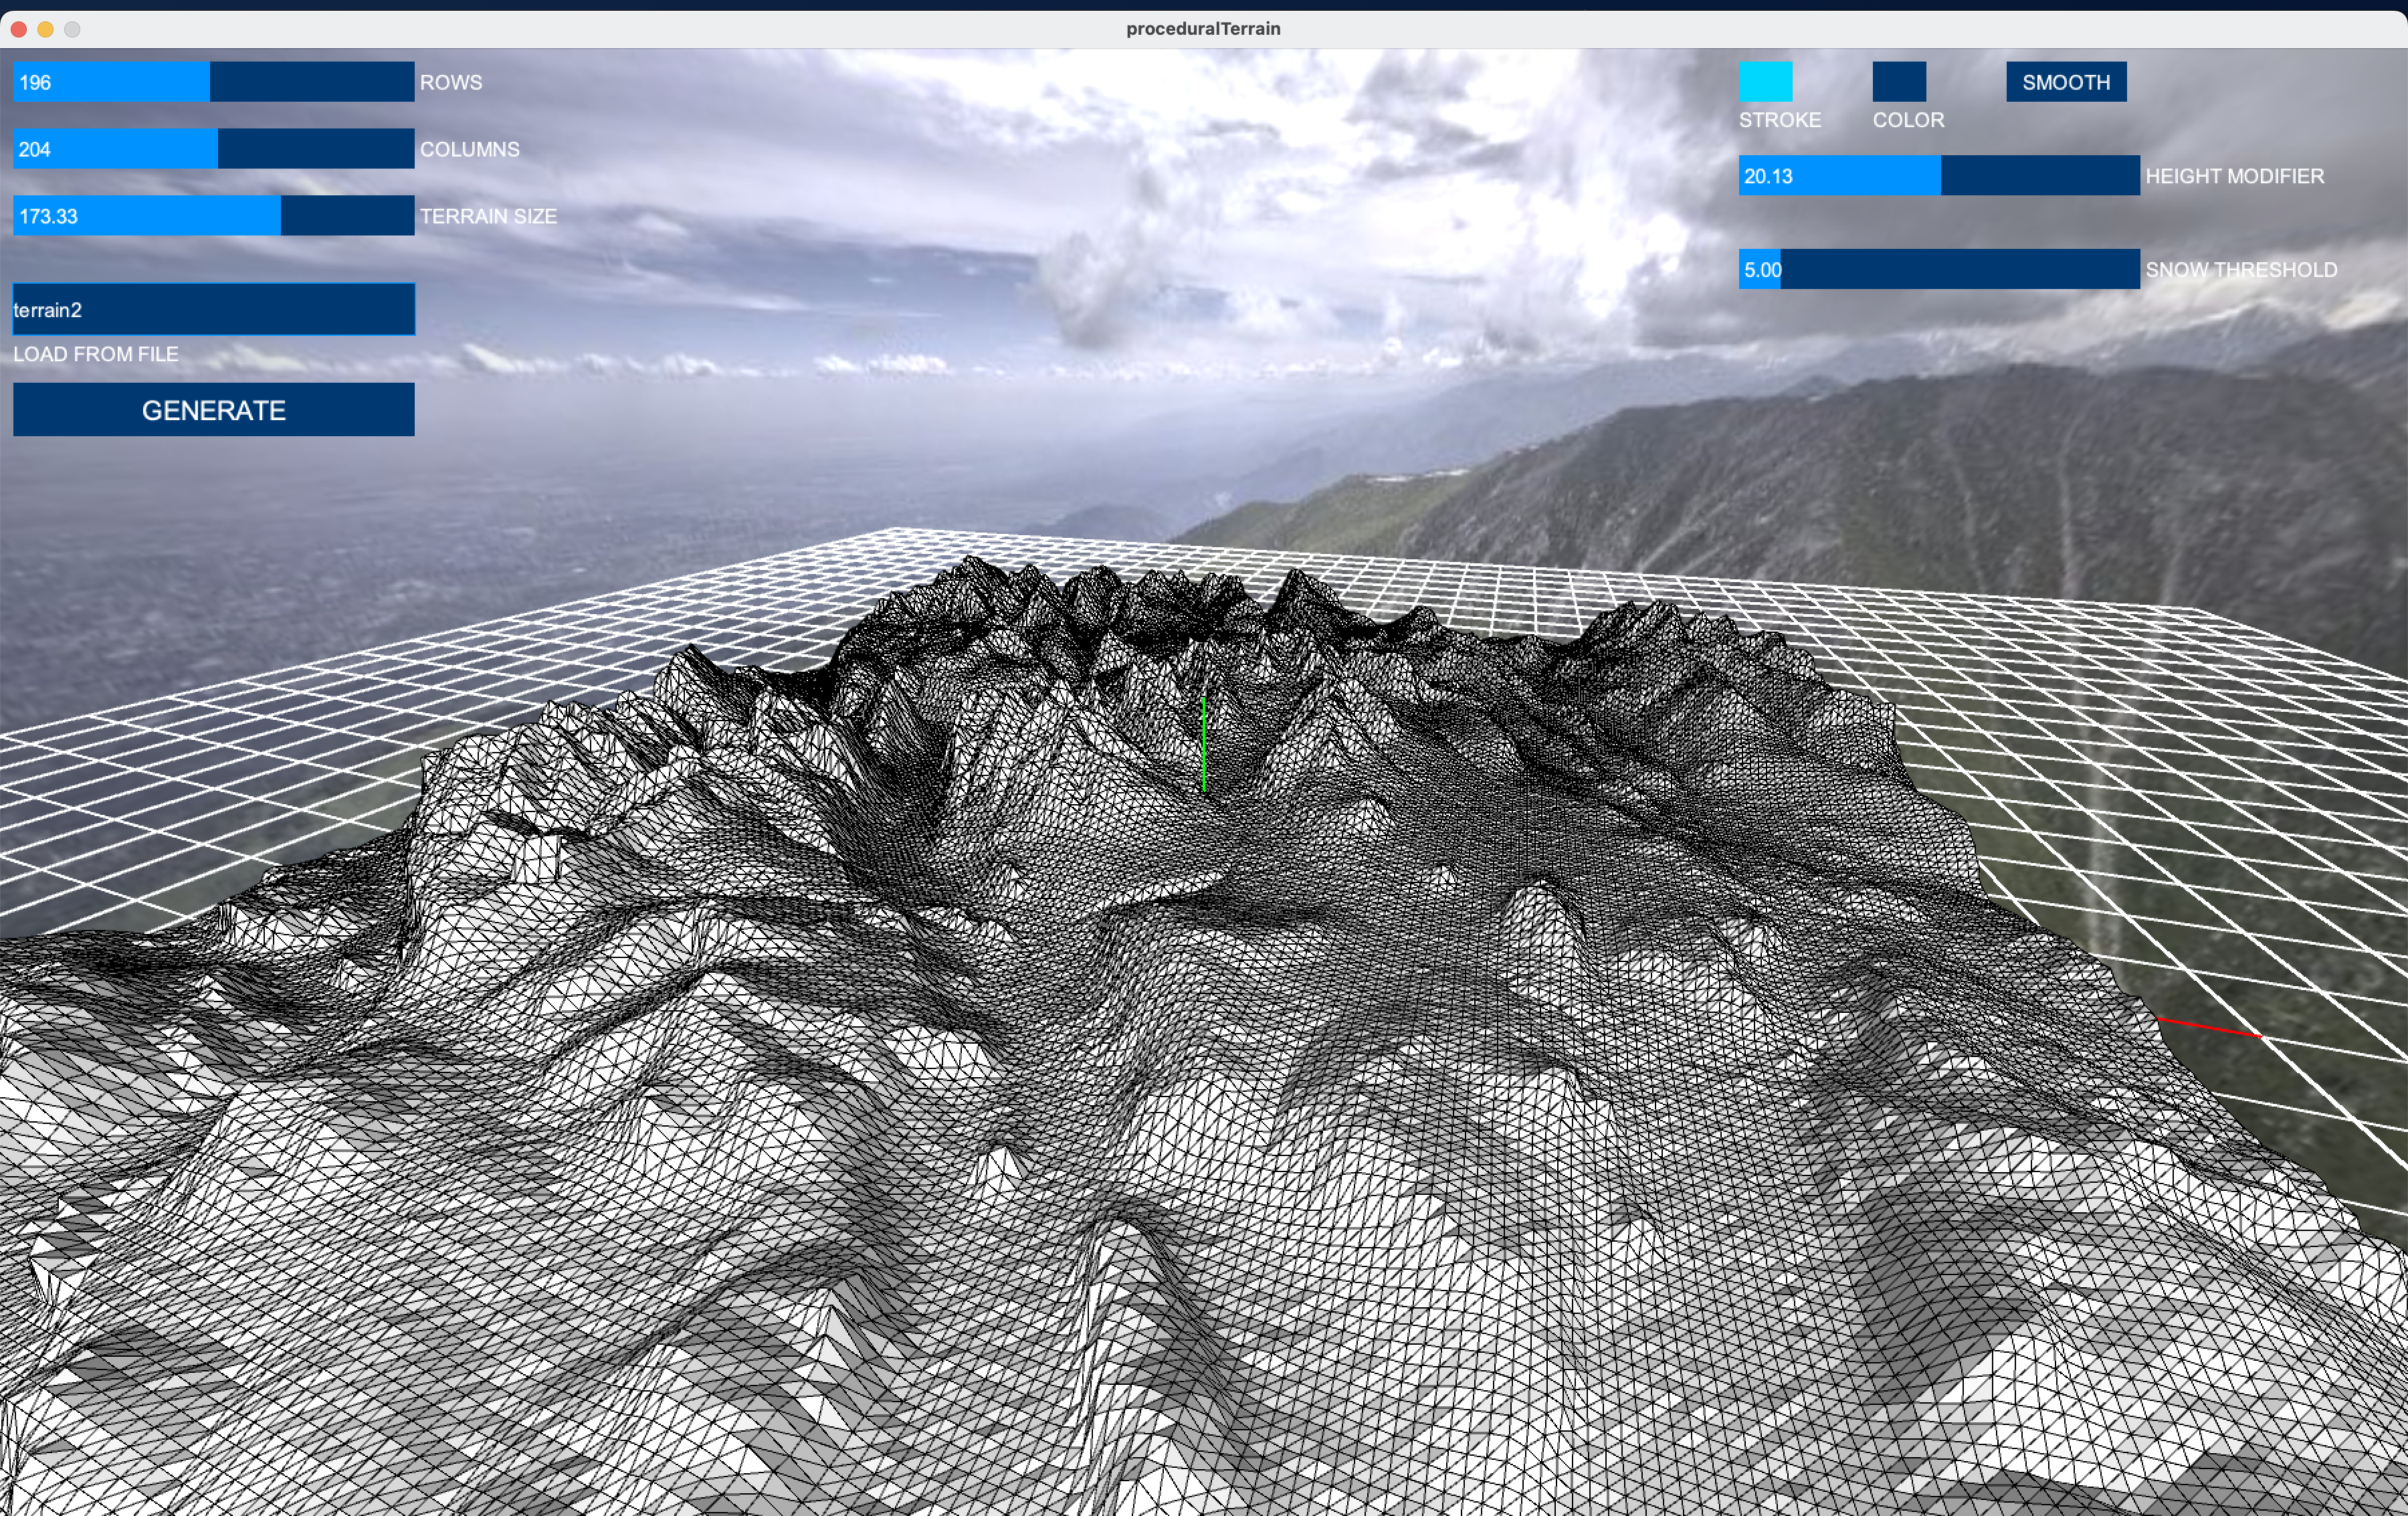 proceduralTerrain
196 ROWS
204 COLUMNS
173.33 TERRAIN SIZE
terrain2
LOAD FROM FILE
GENERATE
SMOOTH
STROKE COLOR
20.13 HEIGHT MODIFIER
5.00 SNOW THRESHOLD